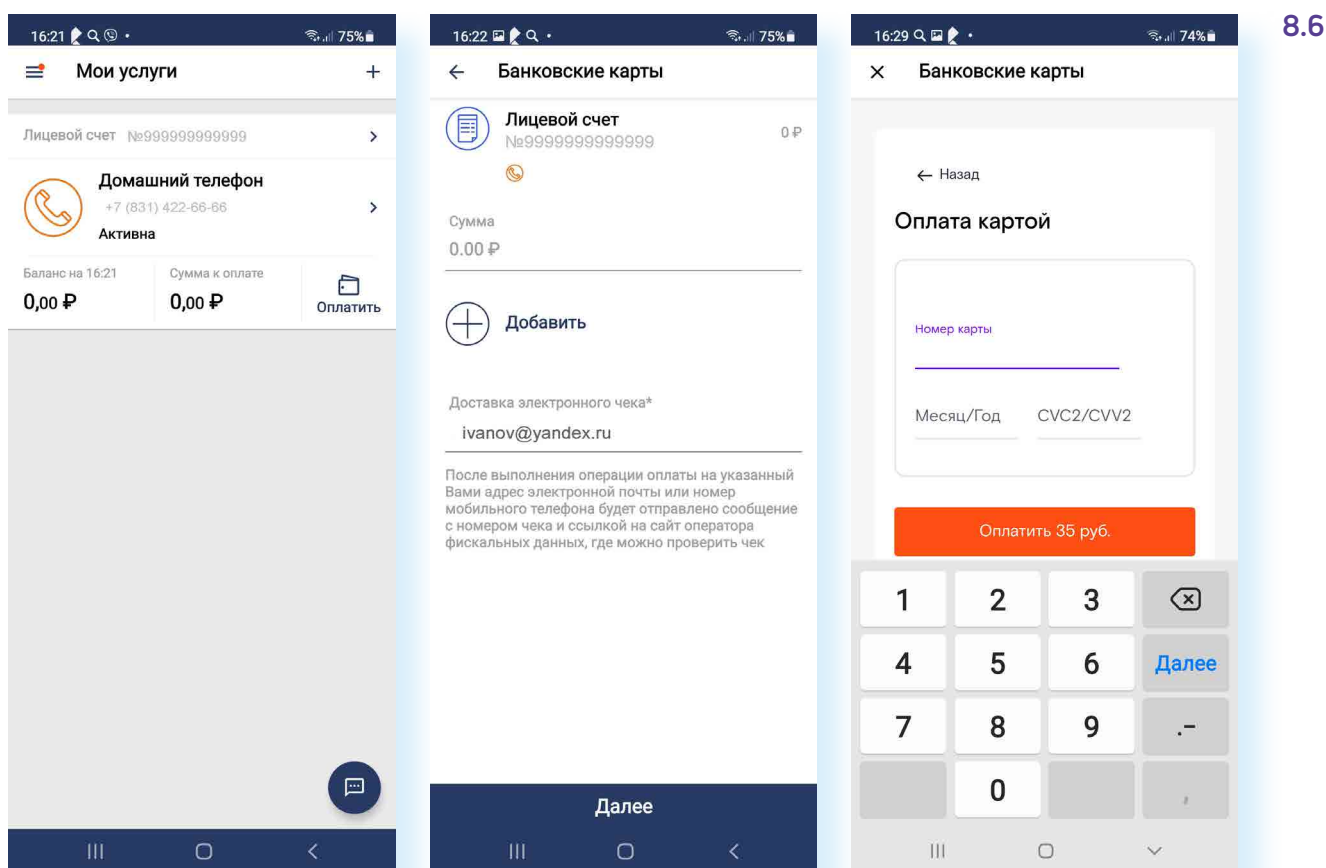 16:21
75%
Мои услуги
Лицевой счет №999999999999
Домашний телефон
+7 (831) 422-66-66
Активна
Баланс на 16:21
0,00 ₽
Сумма к оплате
0,00 ₽
Оплатить
16:22
75%
Банковские карты
Лицевой счет
№9999999999999
0 ₽
Сумма
0.00 ₽
Добавить
Доставка электронного чека*
ivanov@yandex.ru
После выполнения операции оплаты на указанный
Вами адрес электронной почты или номер
мобильного телефона будет отправлено сообщение
с номером чека и ссылкой на сайт оператора
фискальных данных, где можно проверить чек
Далее
16:29
74%
Банковские карты
Назад
Оплата картой
Номер карты
Месяц/Год CVC2/CVV2
Оплатить 35 руб.
1 2 3
4 5 6 Далее
7 8 9 .-
0 ,
8.6